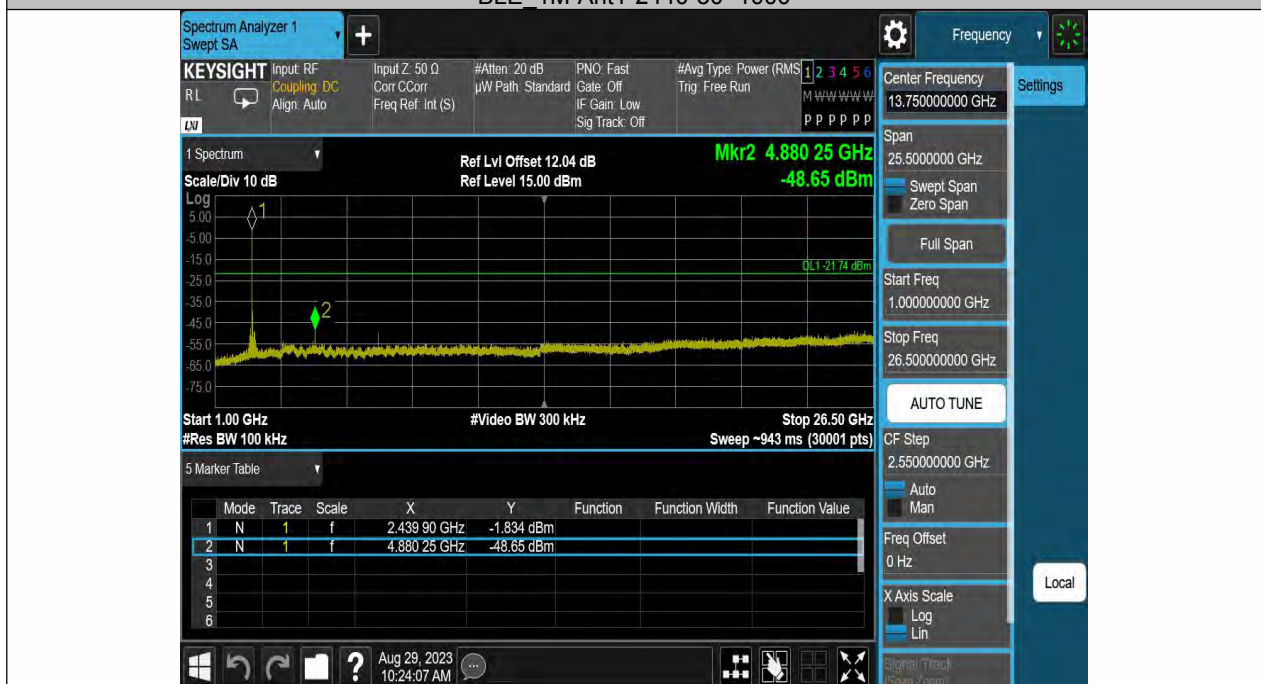 Spectrum Analyzer 1
Swept SA
+
Frequency
KEYSIGHT
RL
LXI
Input: RF
Coupling: DC
Align: Auto
Input Z: 50 Ω
Corr CCorr
Freq Ref: Int (S)
#Atten: 20 dB
µW Path: Standard
PNO: Fast
Gate: Off
IF Gain: Low
Sig Track: Off
#Avg Type: Power (RMS
Trig: Free Run
1 2 3 4 5 6
M W W W W W
P P P P P P
Center Frequency
13.750000000 GHz
Settings
Span
25.5000000 GHz
Swept Span
Zero Span
Full Span
Start Freq
1.000000000 GHz
Stop Freq
26.500000000 GHz
AUTO TUNE
CF Step
2.550000000 GHz
Auto
Man
Freq Offset
0 Hz
X Axis Scale
Log
Lin
Signal Track
Local
1 Spectrum
Scale/Div 10 dB
Ref Lvl Offset 12.04 dB
Ref Level 15.00 dBm
Mkr2 4.880 25 GHz
-48.65 dBm
Log
5.00
-5.00
-15.0
-25.0
-35.0
-45.0
-55.0
-65.0
-75.0
1
2
DL1 -21.74 dBm
Start 1.00 GHz
#Video BW 300 kHz
Stop 26.50 GHz
#Res BW 100 kHz
Sweep ~943 ms (30001 pts)
5 Marker Table
Mode Trace Scale X Y Function Function Width Function Value
1 N 1 f 2.439 90 GHz -1.834 dBm
2 N 1 f 4.880 25 GHz -48.65 dBm
3
4
5
6
?
Aug 29, 2023
10:24:07 AM